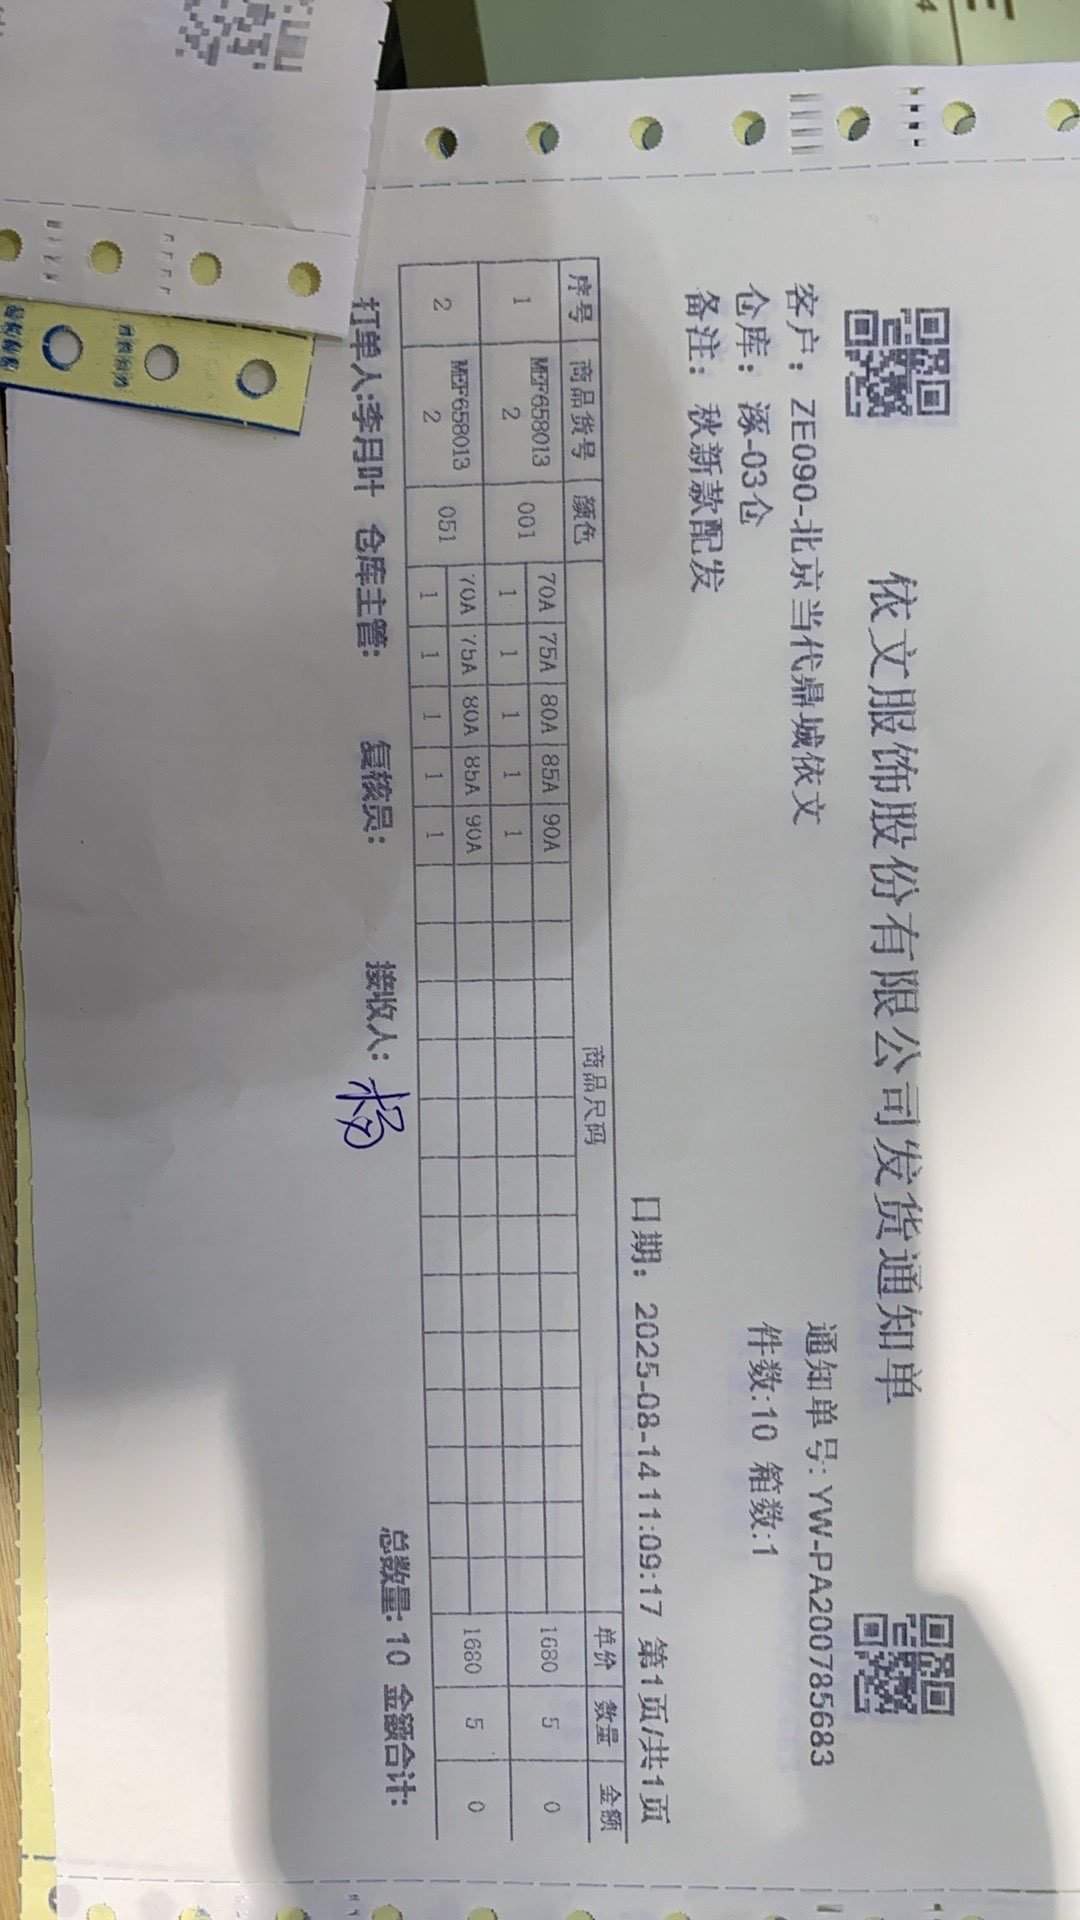 依文服饰股份有限公司发货通知单
客户：ZE090-北京当代鼎城依文
通知单号: YW-PA200785683
仓库：溪-03仓
件数:10 箱数:1
备注：秋新款配发
日期：2025-08-14 11:09:17 第1页/共1页
序号 商品货号 颜色 商品尺码 单价 数量 金额
70A 75A 80A 85A 90A
1 MEF6580132 001 1 1 1 1 1 1680 5 0
70A 75A 80A 85A 90A
2 MEF6580132 051 1 1 1 1 1 1680 5 0
打单人:李月叶 仓库主管: 复核员: 接收人: 杨
总数量: 10 金额合计: